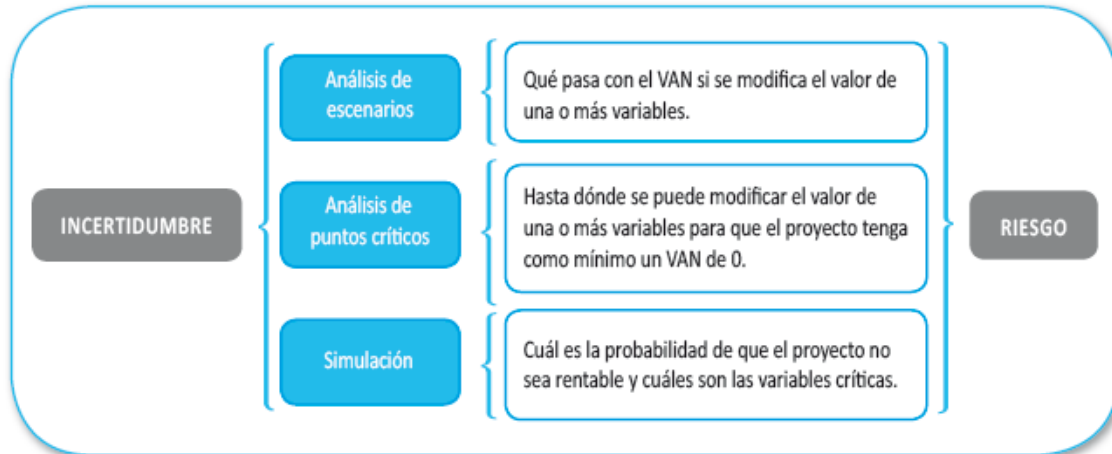 INCERTIDUMBRE
Análisis de
escenarios
Qué pasa con el VAN si se modifica el valor de
una o más variables.
Análisis de
puntos críticos
Hasta dónde se puede modificar el valor de
una o más variables para que el proyecto tenga
como mínimo un VAN de 0.
Simulación
Cuál es la probabilidad de que el proyecto no
sea rentable y cuáles son las variables críticas.
RIESGO